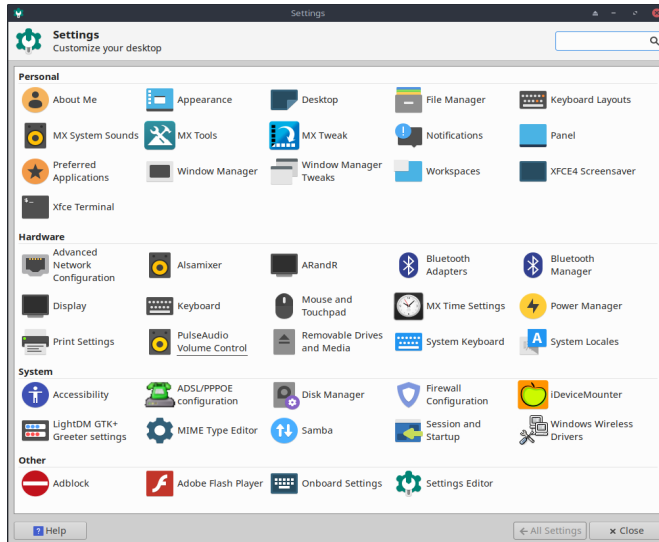 Settings
Settings
Customize your desktop
Personal
About Me
Appearance
Desktop
File Manager
Keyboard Layouts
MX System Sounds
MX Tools
MX Tweak
Notifications
Panel
Preferred
Applications
Window Manager
Window Manager
Tweaks
Workspaces
XFCE4 Screensaver
Xfce Terminal
Hardware
Advanced
Network
Configuration
Alsamixer
ARandR
Bluetooth
Adapters
Bluetooth
Manager
Display
Keyboard
Mouse and
Touchpad
MX Time Settings
Power Manager
Print Settings
PulseAudio
Volume Control
Removable Drives
and Media
System Keyboard
A
System Locales
System
Accessibility
ADSL/PPPOE
configuration
Disk Manager
Firewall
Configuration
iDeviceMounter
LightDM GTK+
Greeter settings
MIME Type Editor
Samba
Session and
Startup
Windows Wireless
Drivers
Other
Adblock
Adobe Flash Player
Onboard Settings
Settings Editor
? Help
← All Settings
× Close